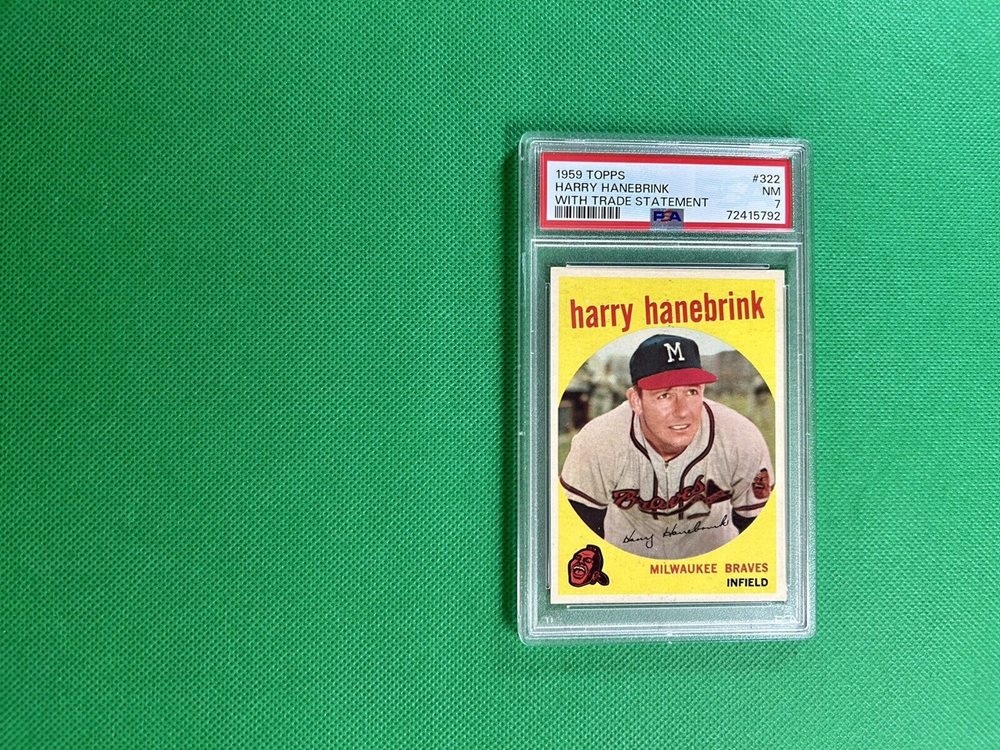 1959 TOPPS #322
HARRY HANEBRINK NM
WITH TRADE STATEMENT 7
PSA 72415792
harry hanebrink
M
Braves
Harry Hanebrink
MILWAUKEE BRAVES
INFIELD